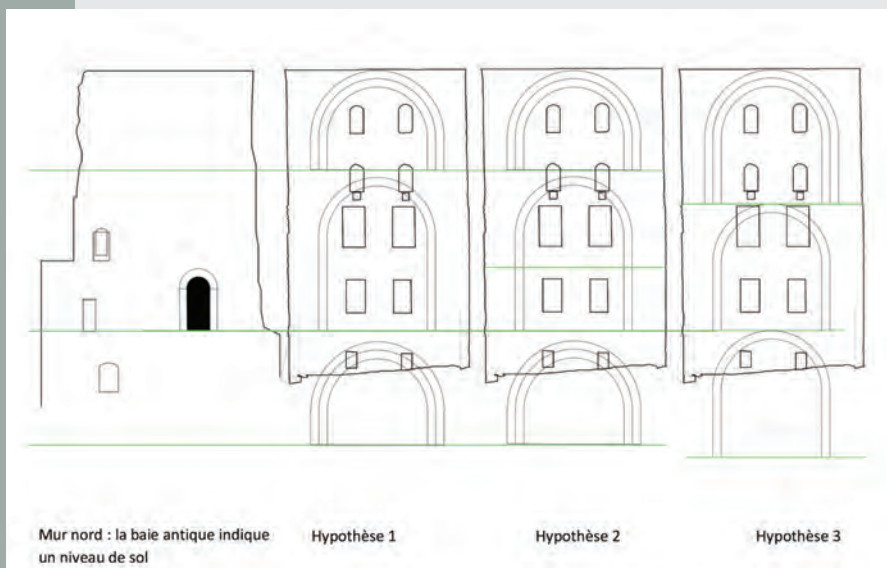 Mur nord : la baie antique indique
un niveau de sol
Hypothèse 1
Hypothèse 2
Hypothèse 3